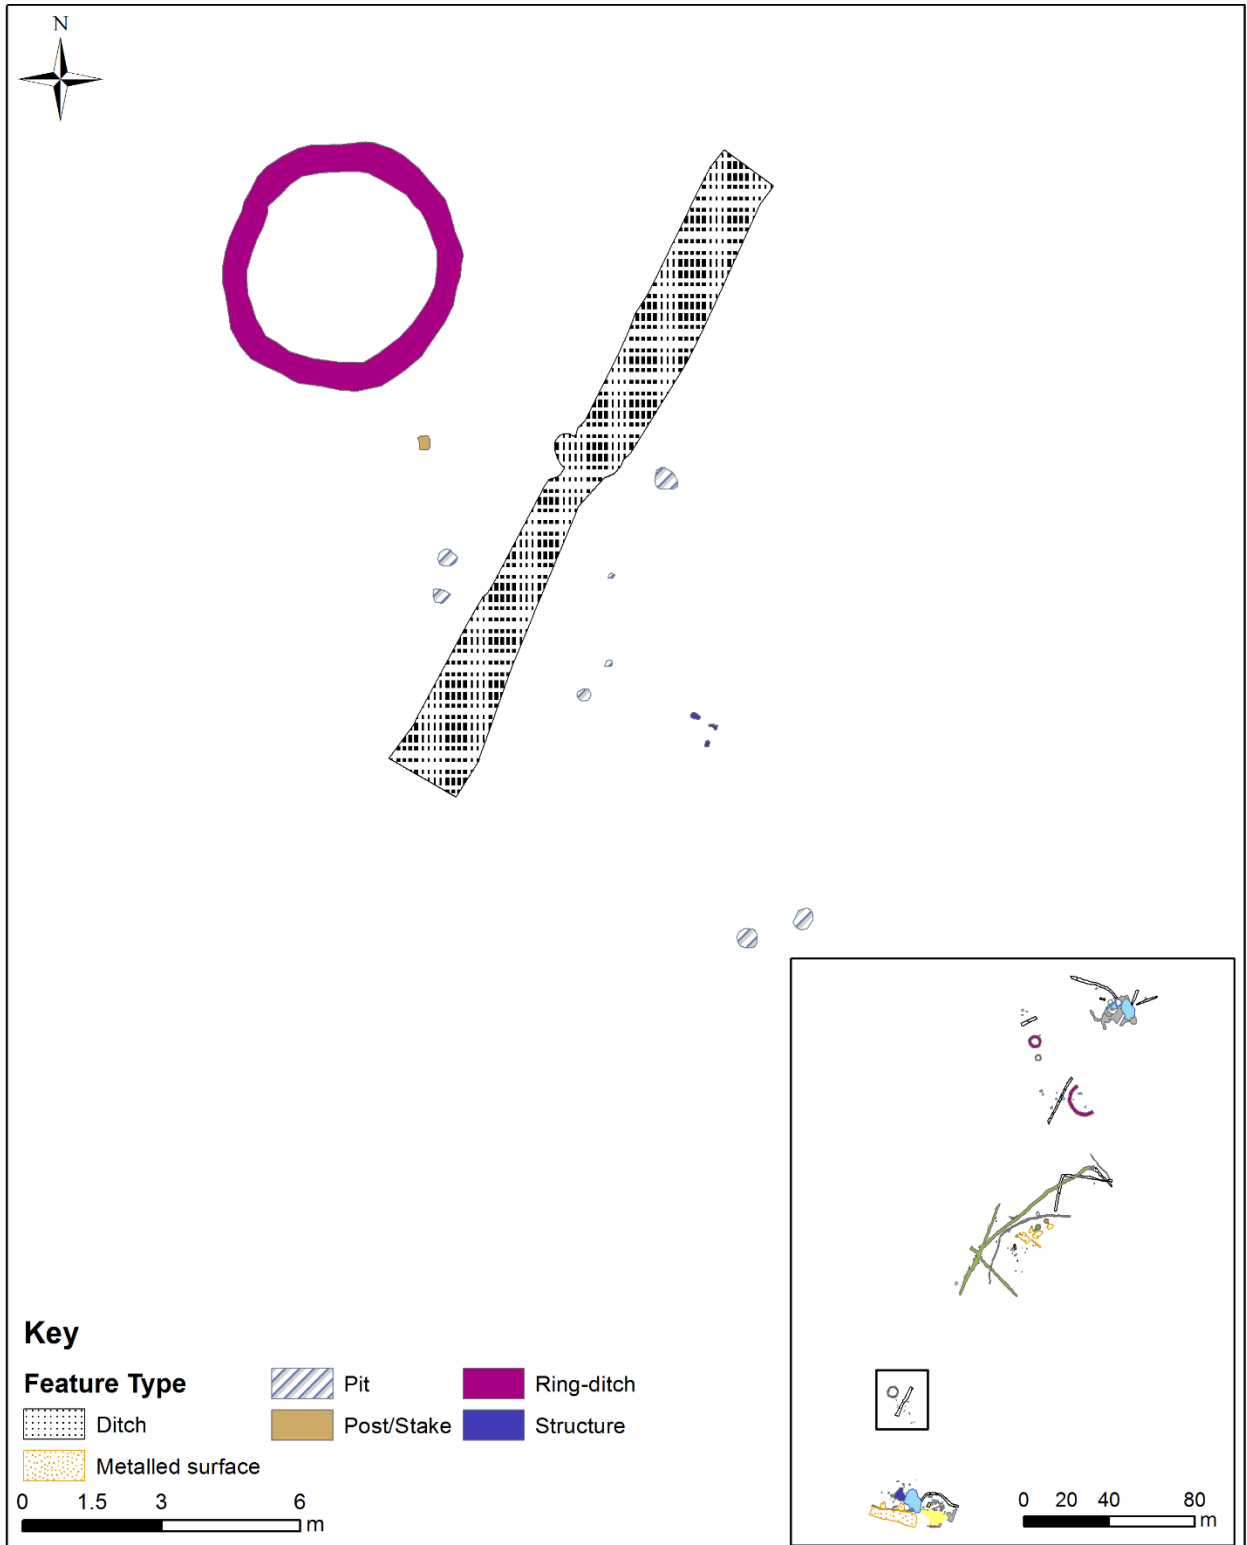 N
Key
Feature Type
Ditch
Metalled surface
Pit
Post/Stake
Ring-ditch
Structure
0 1.5 3 6 m
0 20 40 80 m